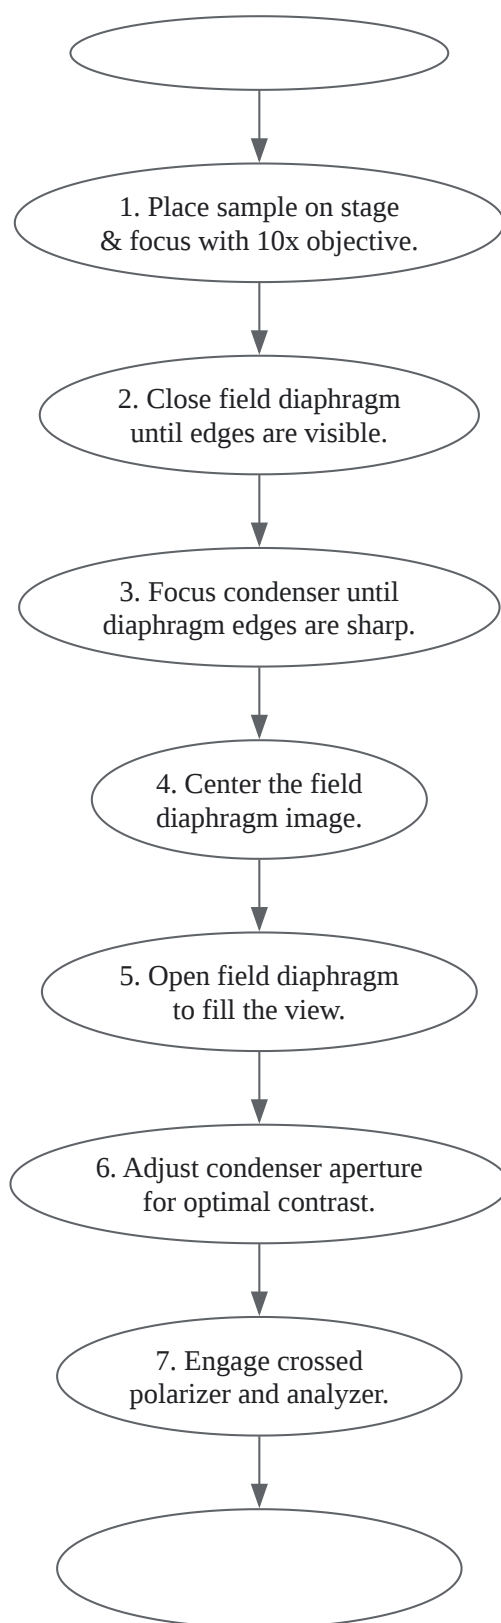 1. Place sample on stage
& focus with 10x objective.
2. Close field diaphragm
until edges are visible.
3. Focus condenser until
diaphragm edges are sharp.
4. Center the field
diaphragm image.
5. Open field diaphragm
to fill the view.
6. Adjust condenser aperture
for optimal contrast.
7. Engage crossed
polarizer and analyzer.